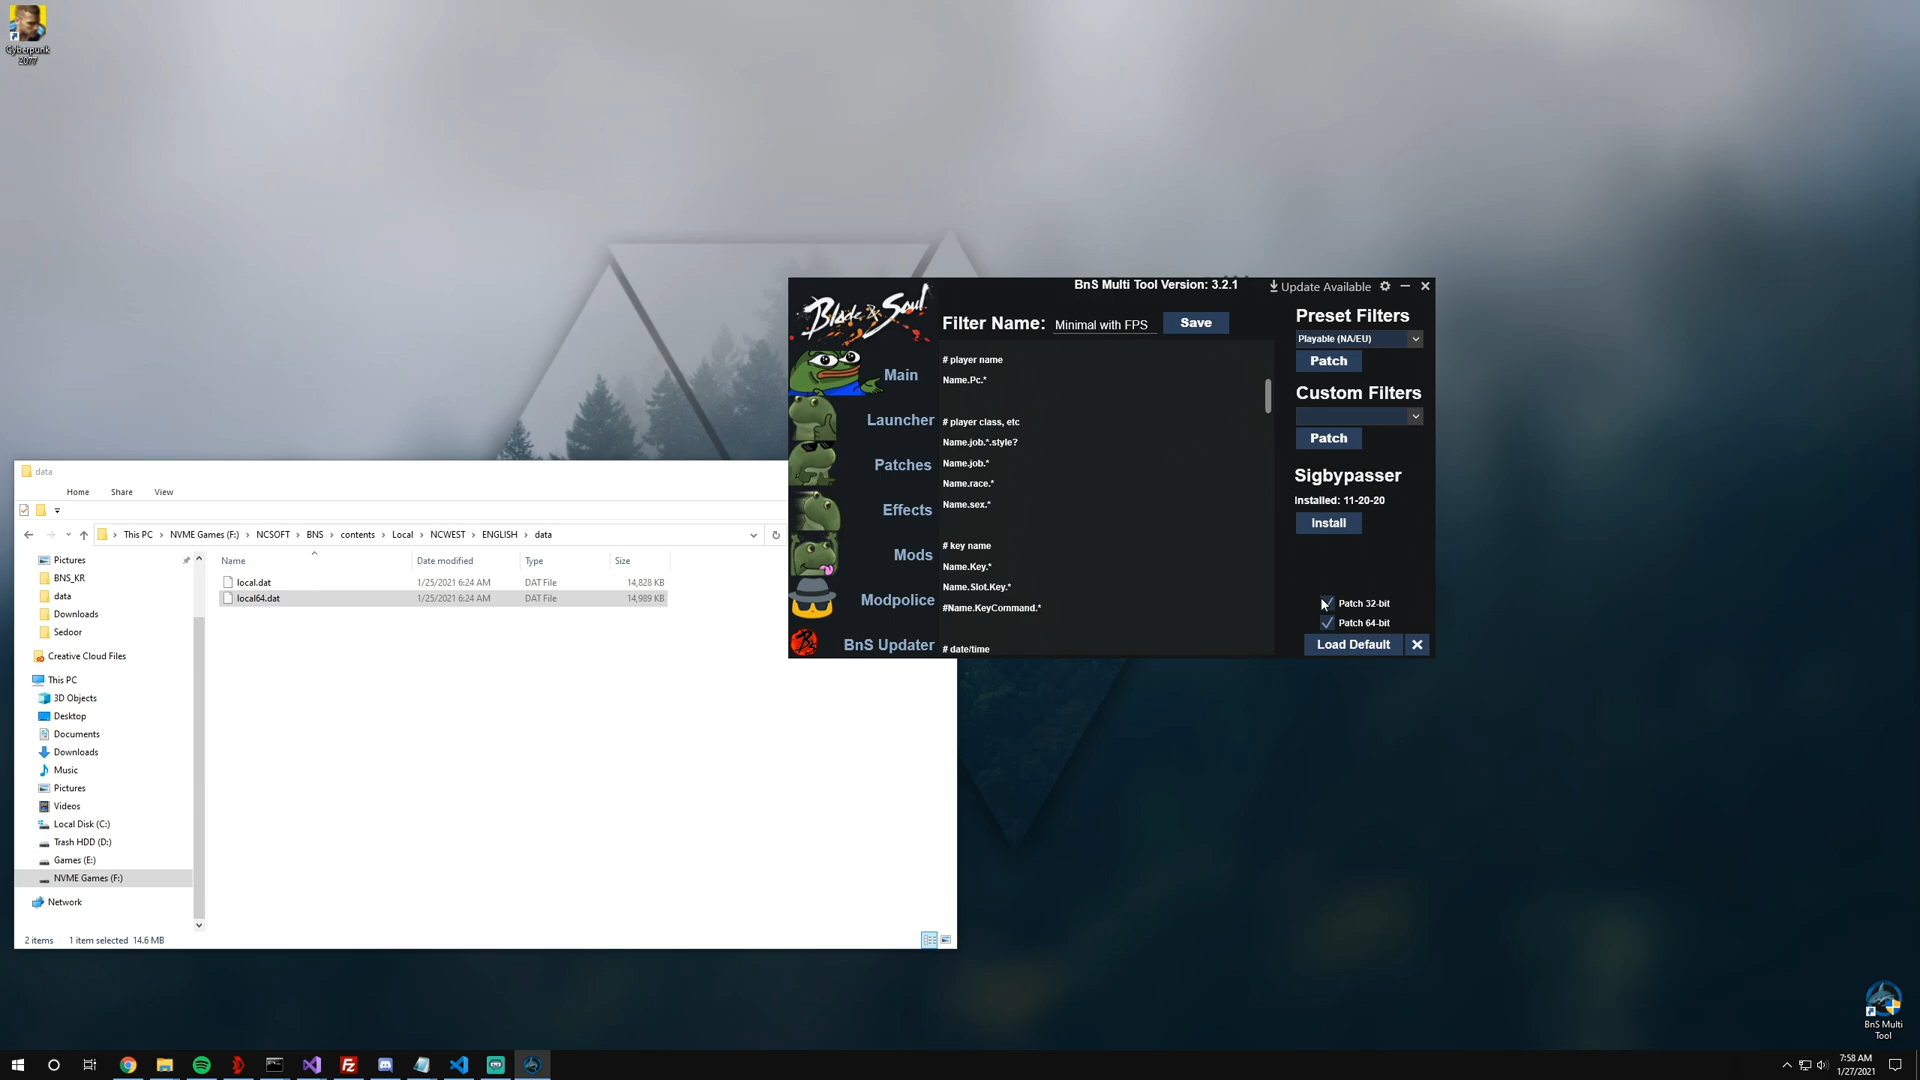 Cyberpunk
2077
data
Home
Share
View
This PC
NVME Games (F:)
NCSOFT
BNS
contents
Local
NCWEST
ENGLISH
data
Name
Date modified
Type
Size
local.dat
1/25/2021 6:24 AM
DAT File
14,828 KB
local64.dat
1/25/2021 6:24 AM
DAT File
14,989 KB
Pictures
BNS_KR
data
Downloads
Sedoor
Creative Cloud Files
This PC
3D Objects
Desktop
Documents
Downloads
Music
Pictures
Videos
Local Disk (C:)
Trash HDD (D:)
Games (E:)
NVME Games (F:)
Network
2 items
1 item selected 14.6 MB
BnS Multi Tool Version: 3.2.1
Update Available
Blade & Soul
Main
Launcher
Patches
Effects
Mods
Modpolice
BnS Updater
Filter Name:
Minimal with FPS
Save
# player name
Name.Pc.*
# player class, etc
Name.job.*.style?
Name.job.*
Name.race.*
Name.sex.*
# key name
Name.Key.*
Name.Slot.Key.*
#Name.KeyCommand.*
# date/time
Preset Filters
Playable (NA/EU)
Patch
Custom Filters
Patch
Sigbypasser
Installed: 11-20-20
Install
Patch 32-bit
Patch 64-bit
Load Default
BnS Multi
Tool
7:58 AM
1/27/2021